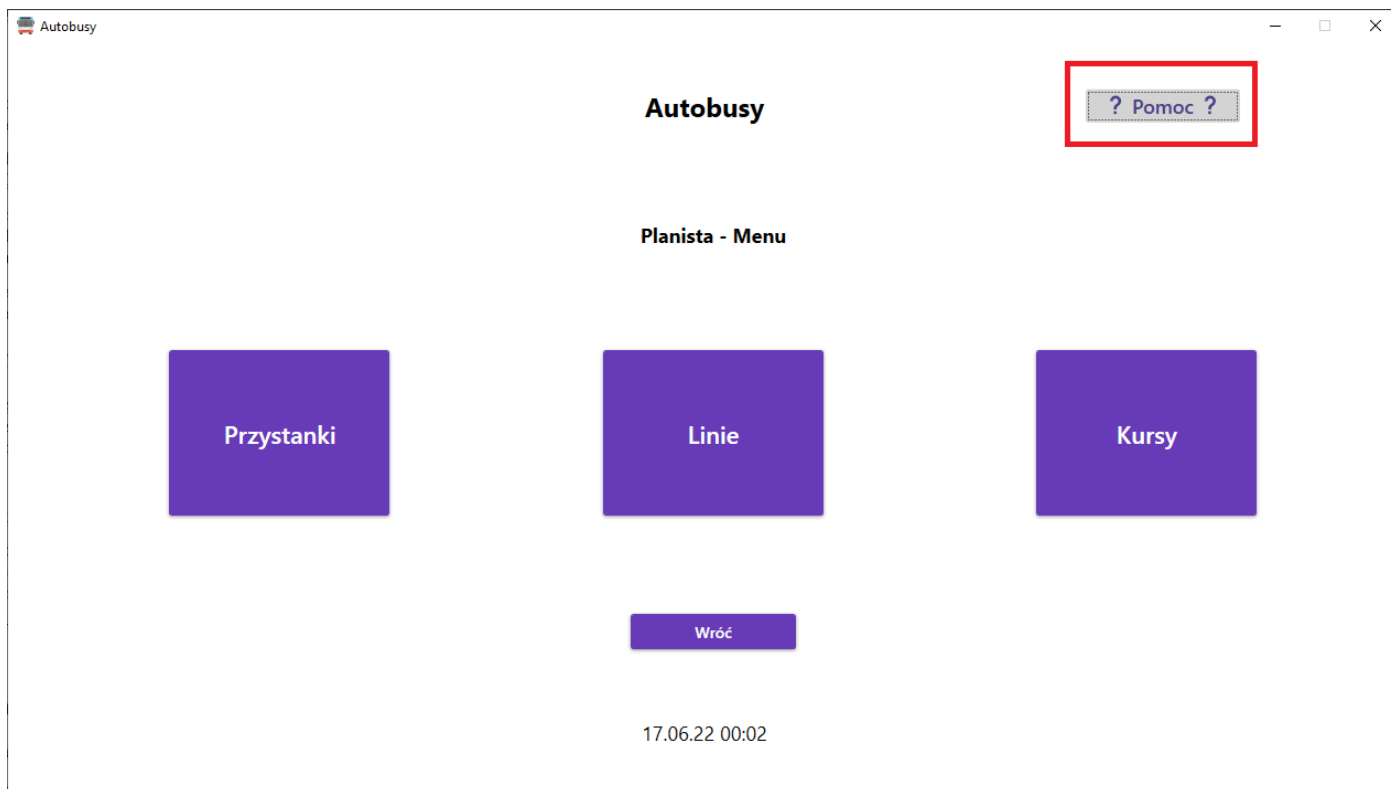 Autobusy
Autobusy
? Pomoc ?
Planista - Menu
Przystanki
Linie
Kursy
Wróć
17.06.22 00:02